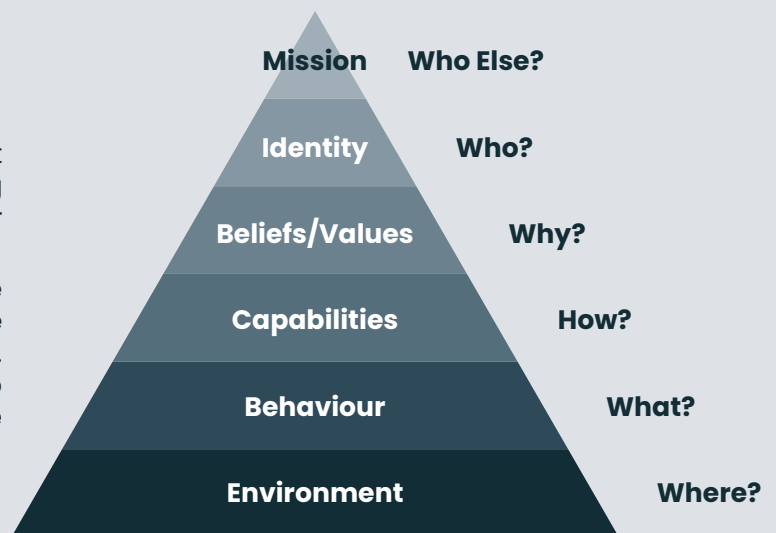 Mission Who Else?
Identity Who?
Beliefs/Values Why?
Capabilities How?
Behaviour What?
Environment Where?